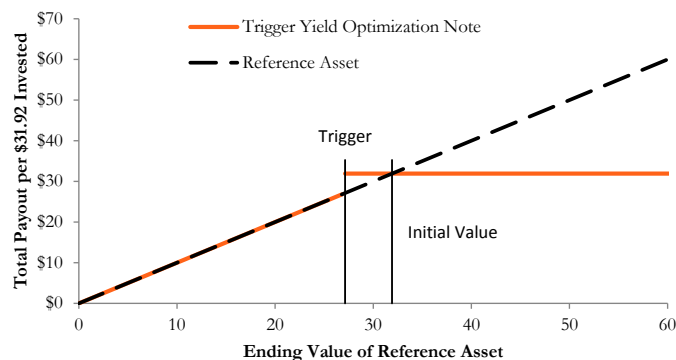 $70
$60
$50
$40
$30
$20
$10
$0
Total Payout per $31.92 Invested
Trigger Yield Optimization Note
Reference Asset
Trigger
Initial Value
0 10 20 30 40 50 60
Ending Value of Reference Asset